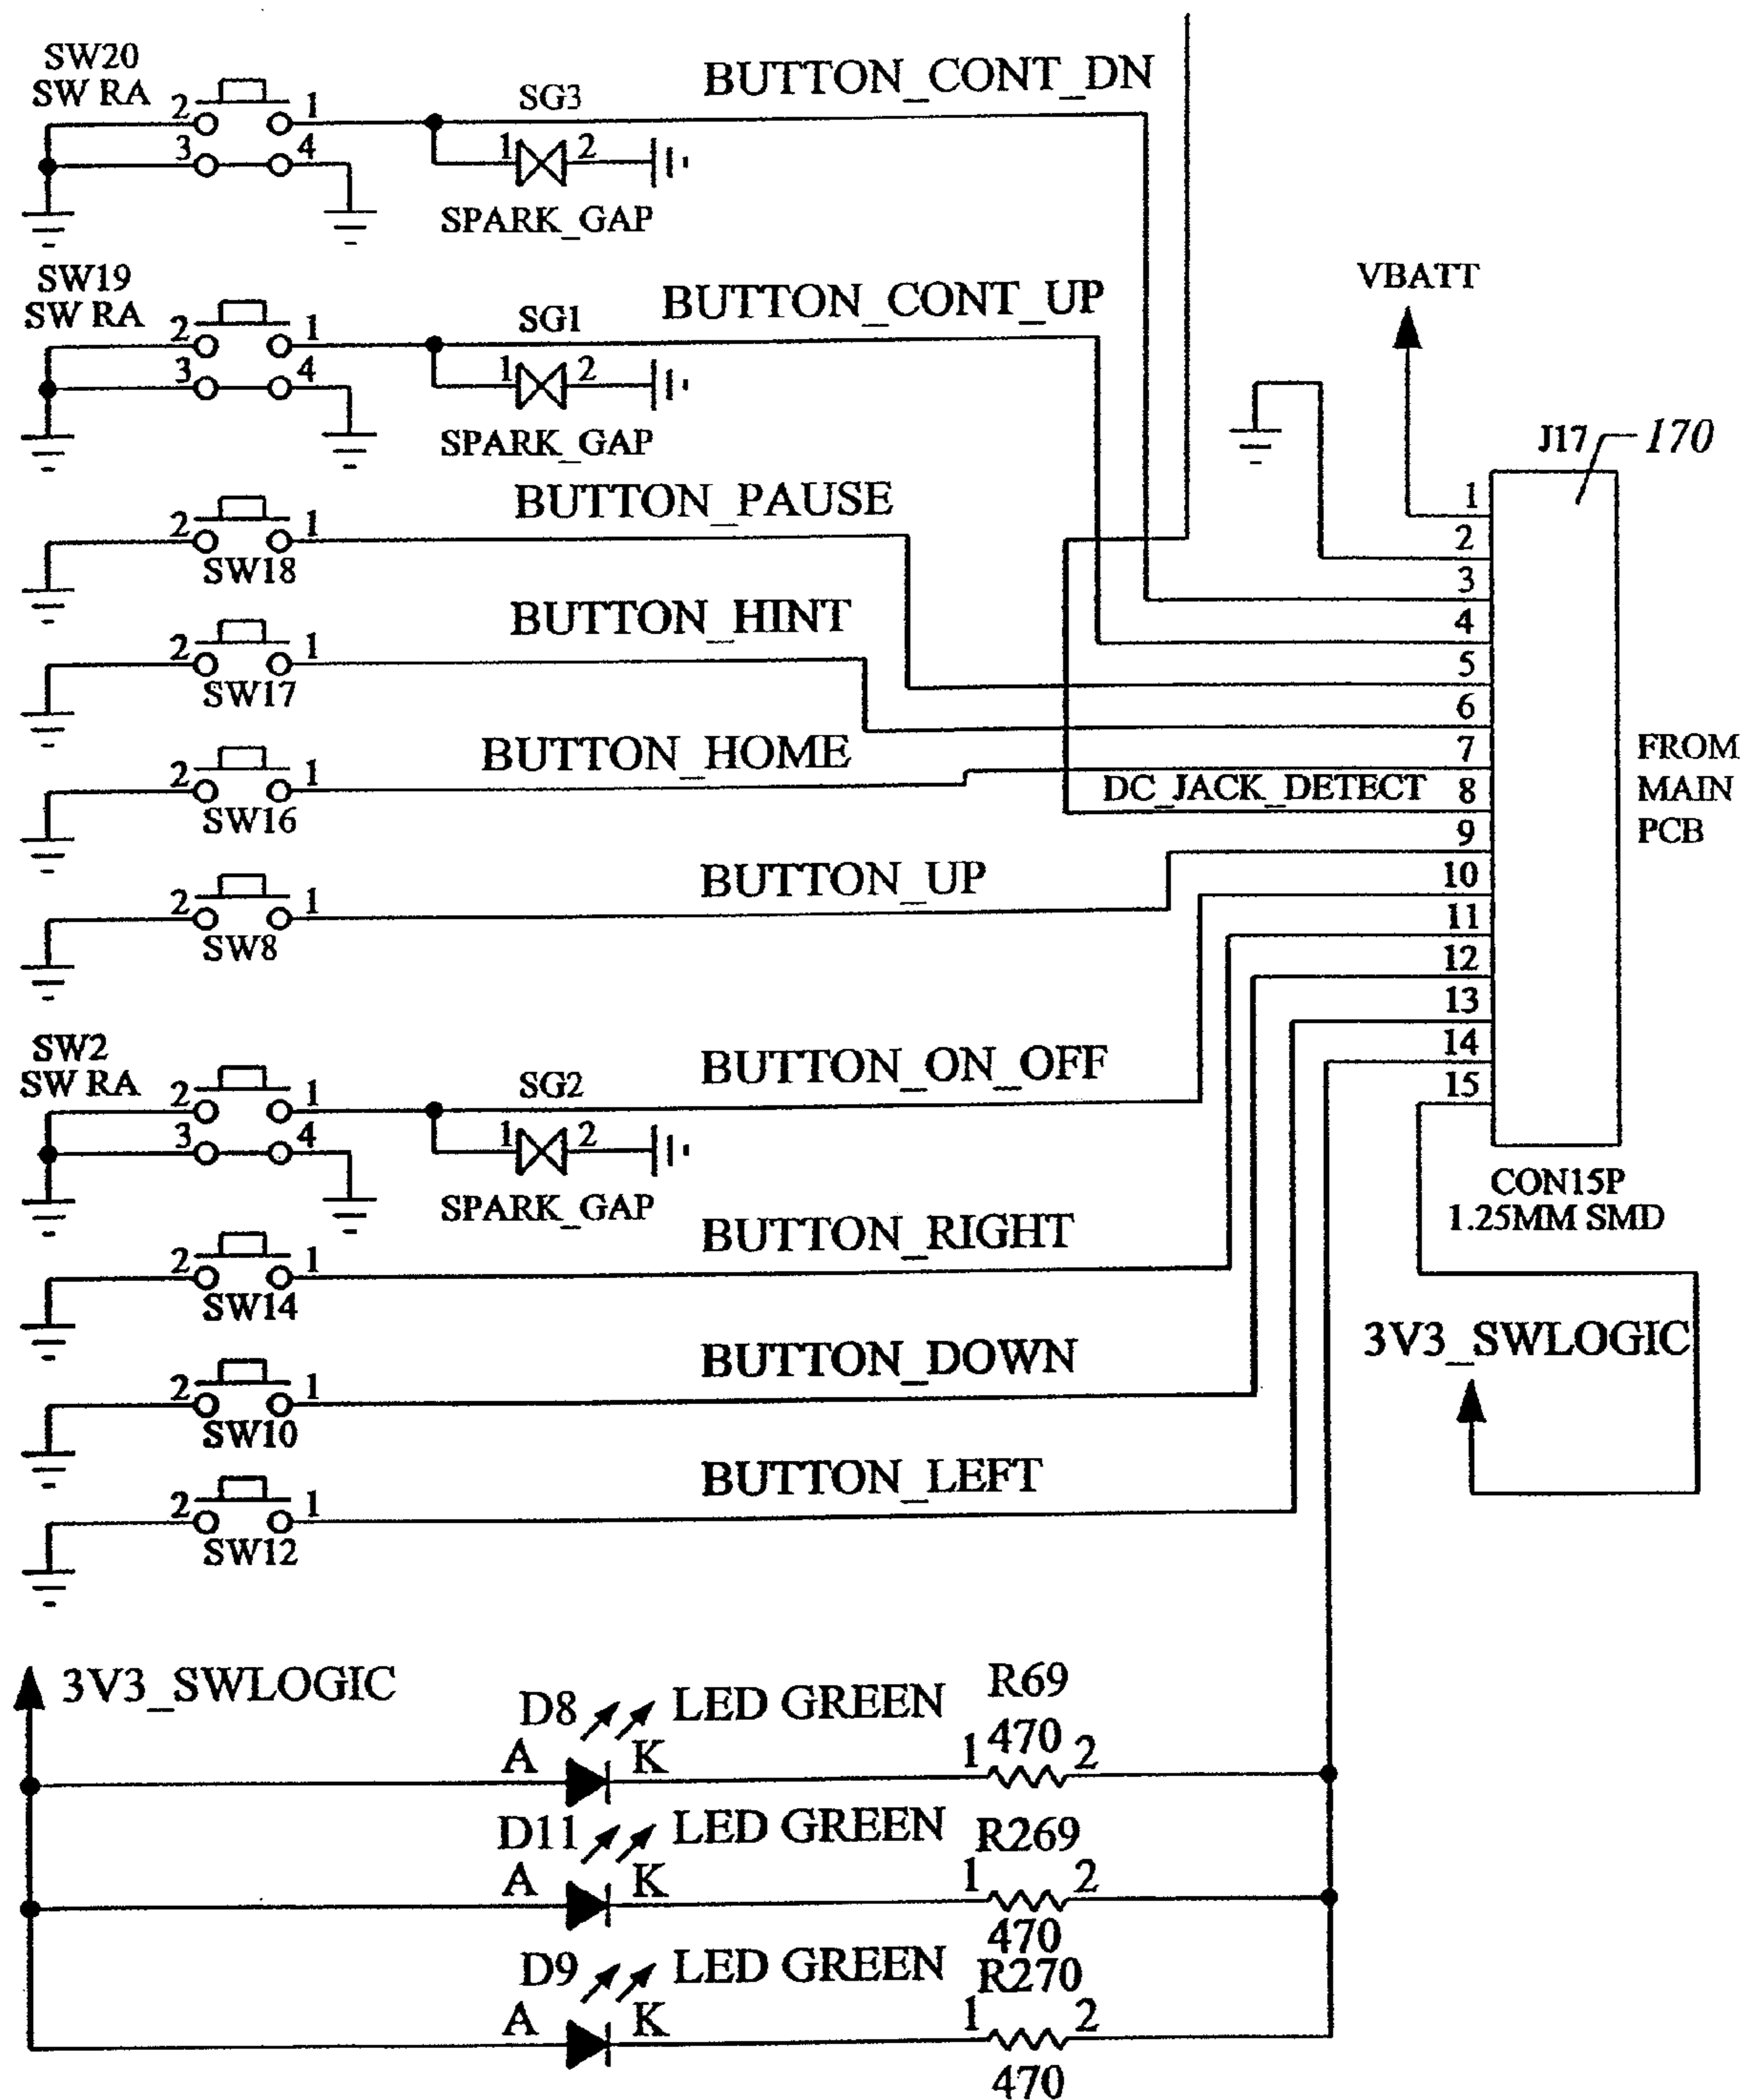 SW20
SW RA
2 1
3 4
SG3
1 2
SPARK_GAP
BUTTON_CONT_DN
SW19
SW RA
2 1
3 4
SG1
1 2
SPARK_GAP
BUTTON_CONT_UP
VBATT
J17 170
BUTTON_PAUSE
2 1
SW18
BUTTON_HINT
2 1
SW17
BUTTON_HOME
2 1
SW16
BUTTON_UP
2 1
SW8
DC_JACK_DETECT
1
2
3
4
5
6
7
8
9
10
11
12
13
14
15
FROM
MAIN
PCB
CON15P
1.25MM SMD
3V3_SWLOGIC
SW2
SW RA
2 1
3 4
SG2
1 2
SPARK_GAP
BUTTON_ON_OFF
BUTTON_RIGHT
2 1
SW14
BUTTON_DOWN
2 1
SW10
BUTTON_LEFT
2 1
SW12
3V3_SWLOGIC
D8 LED GREEN
A K
R69
470
1 2
D11 LED GREEN
A K
R269
1 2
470
D9 LED GREEN
A K
R270
1 2
470